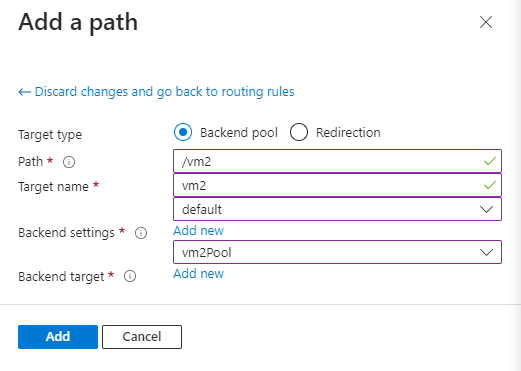 Add a path
← Discard changes and go back to routing rules
Target type Backend pool Redirection
Path * /vm2
Target name * vm2
default
Backend settings * Add new
vm2Pool
Backend target * Add new
Add Cancel